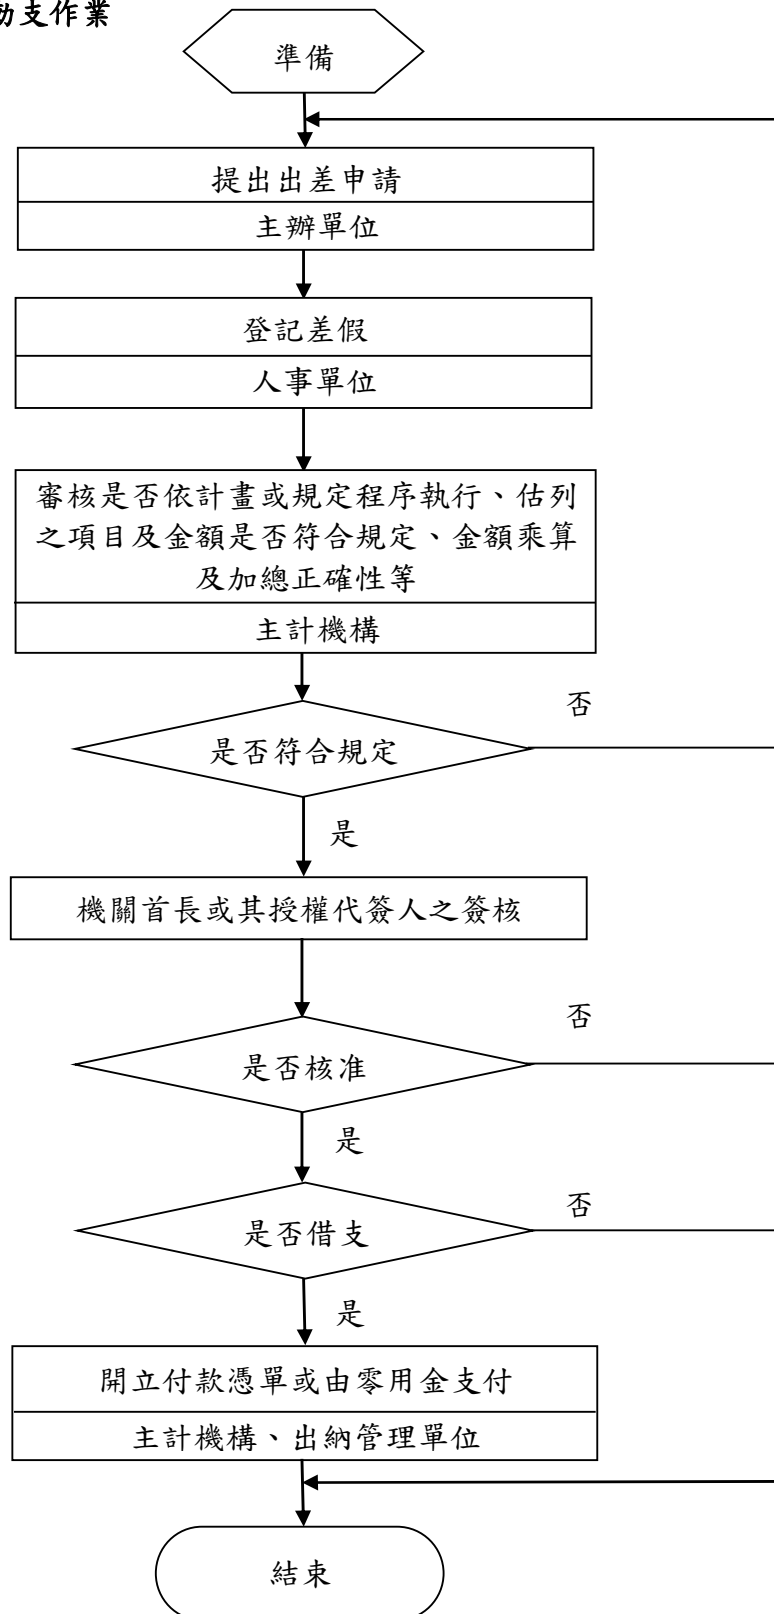 動支作業
準備
提出出差申請
主辦單位
登記差假
人事單位
審核是否依計畫或規定程序執行、估列
之項目及金額是否符合規定、金額乘算
及加總正確性等
主計機構
否
是否符合規定
是
機關首長或其授權代簽人之簽核
否
是否核准
是
否
是否借支
是
開立付款憑單或由零用金支付
主計機構、出納管理單位
結束